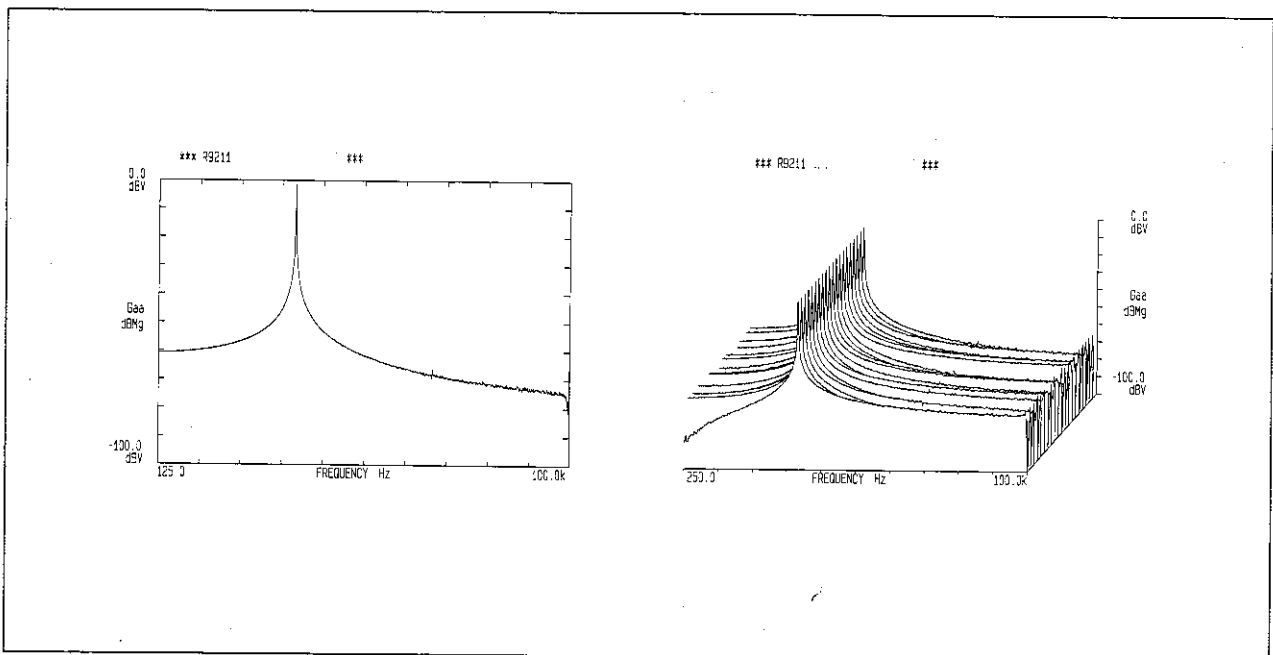 *** R9211 ***
0.0
dBV
Gaa
dBMg
-100.0
dBV
125.0
FREQUENCY Hz
100.0k
*** R9211 ... ***
0.0
dBV
Gaa
dBMg
-100.0
dBV
250.0
FREQUENCY Hz
100.0k